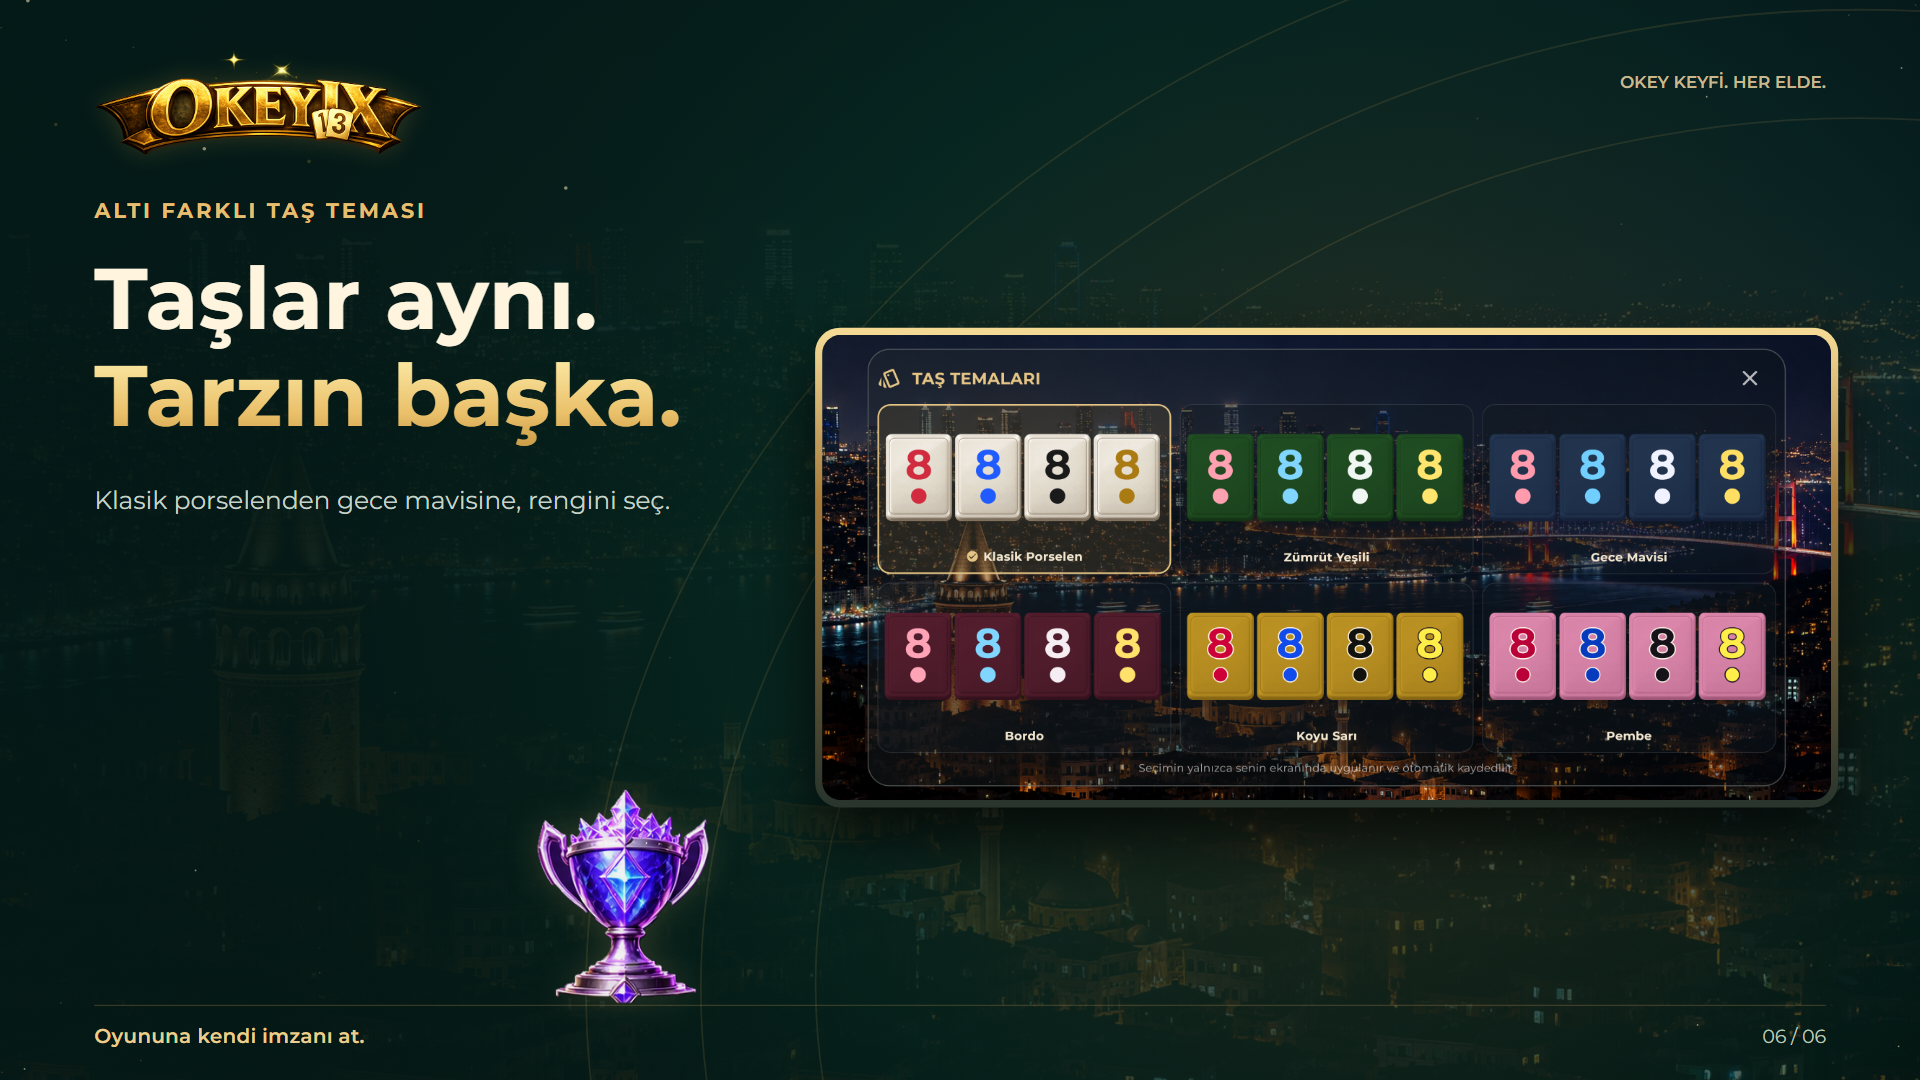 OKEYIX
13
OKEY KEYFİ. HER ELDE.
ALTI FARKLI TAŞ TEMASI
Taşlar aynı.
Tarzın başka.
Klasik porselenden gece mavisine, rengini seç.
TAŞ TEMALARI
8 8 8 8
8 8 8 8
8 8 8 8
Klasik Porselen
Zümrüt Yeşili
Gece Mavisi
8 8 8 8
8 8 8 8
8 8 8 8
Bordo
Koyu Sarı
Pembe
Seçimin yalnızca senin ekranında uygulanır ve otomatik kaydedilir.
Oyununa kendi imzanı at.
06 / 06